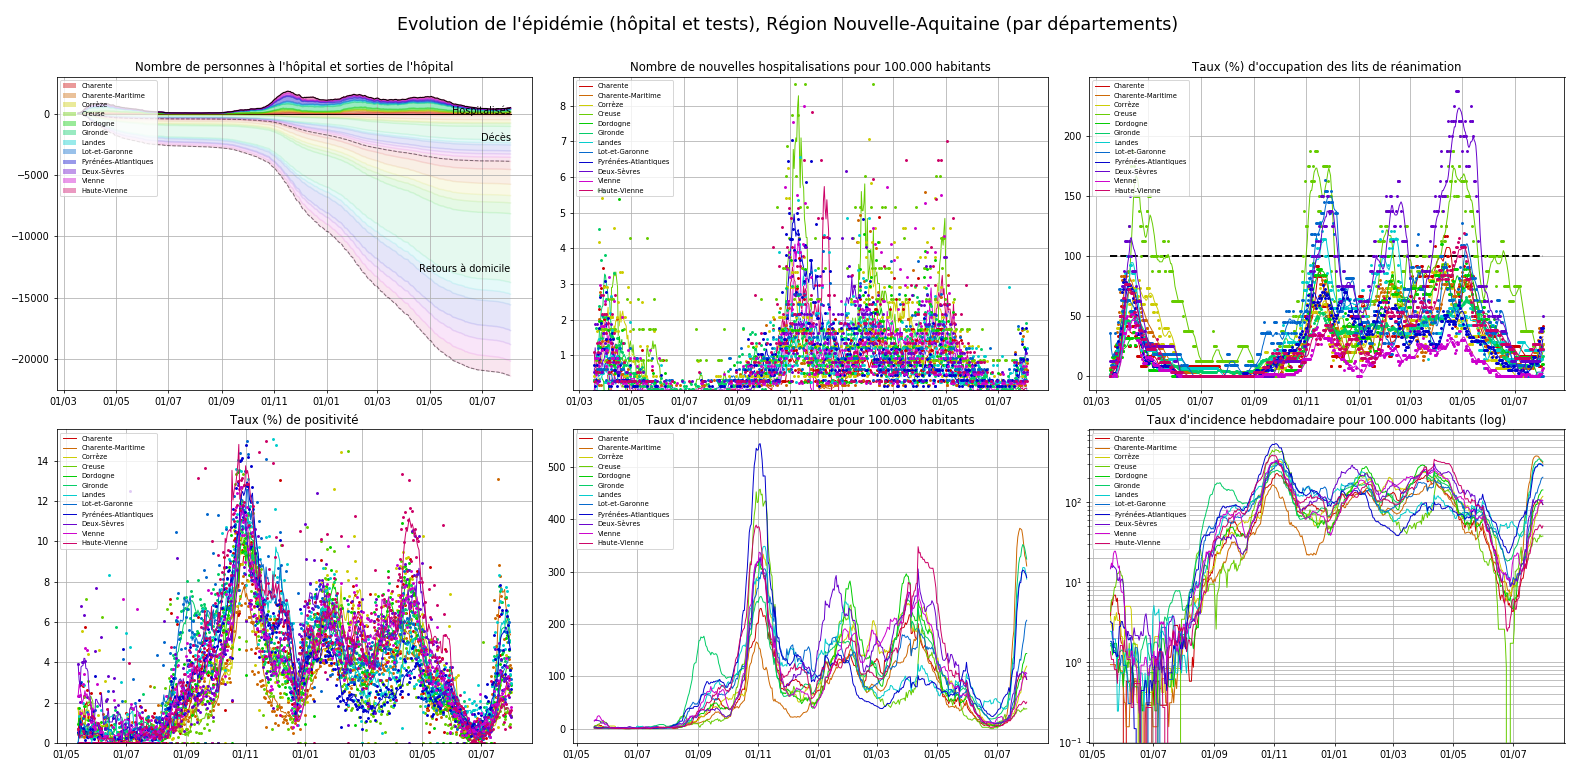 Evolution de l'épidémie (hôpital et tests), Région Nouvelle-Aquitaine (par départements)
Nombre de personnes à l'hôpital et sorties de l'hôpital
Charente
Charente-Maritime
Corrèze
Creuse
Dordogne
Gironde
Landes
Lot-et-Garonne
Pyrénées-Atlantiques
Deux-Sèvres
Vienne
Haute-Vienne
Hospitalisés
Décès
Retours à domicile
0
−5000
−10000
−15000
−20000
01/03 01/05 01/07 01/09 01/11 01/01 01/03 01/05 01/07
Nombre de nouvelles hospitalisations pour 100.000 habitants
Charente
Charente-Maritime
Corrèze
Creuse
Dordogne
Gironde
Landes
Lot-et-Garonne
Pyrénées-Atlantiques
Deux-Sèvres
Vienne
Haute-Vienne
8
7
6
5
4
3
2
1
01/03 01/05 01/07 01/09 01/11 01/01 01/03 01/05 01/07
Taux (%) d'occupation des lits de réanimation
Charente
Charente-Maritime
Corrèze
Creuse
Dordogne
Gironde
Landes
Lot-et-Garonne
Pyrénées-Atlantiques
Deux-Sèvres
Vienne
Haute-Vienne
200
150
100
50
0
01/03 01/05 01/07 01/09 01/11 01/01 01/03 01/05 01/07
Taux (%) de positivité
Charente
Charente-Maritime
Corrèze
Creuse
Dordogne
Gironde
Landes
Lot-et-Garonne
Pyrénées-Atlantiques
Deux-Sèvres
Vienne
Haute-Vienne
14
12
10
8
6
4
2
0
01/05 01/07 01/09 01/11 01/01 01/03 01/05 01/07
Taux d'incidence hebdomadaire pour 100.000 habitants
Charente
Charente-Maritime
Corrèze
Creuse
Dordogne
Gironde
Landes
Lot-et-Garonne
Pyrénées-Atlantiques
Deux-Sèvres
Vienne
Haute-Vienne
500
400
300
200
100
0
01/05 01/07 01/09 01/11 01/01 01/03 01/05 01/07
Taux d'incidence hebdomadaire pour 100.000 habitants (log)
Charente
Charente-Maritime
Corrèze
Creuse
Dordogne
Gironde
Landes
Lot-et-Garonne
Pyrénées-Atlantiques
Deux-Sèvres
Vienne
Haute-Vienne
10²
10¹
10⁰
10⁻¹
01/05 01/07 01/09 01/11 01/01 01/03 01/05 01/07